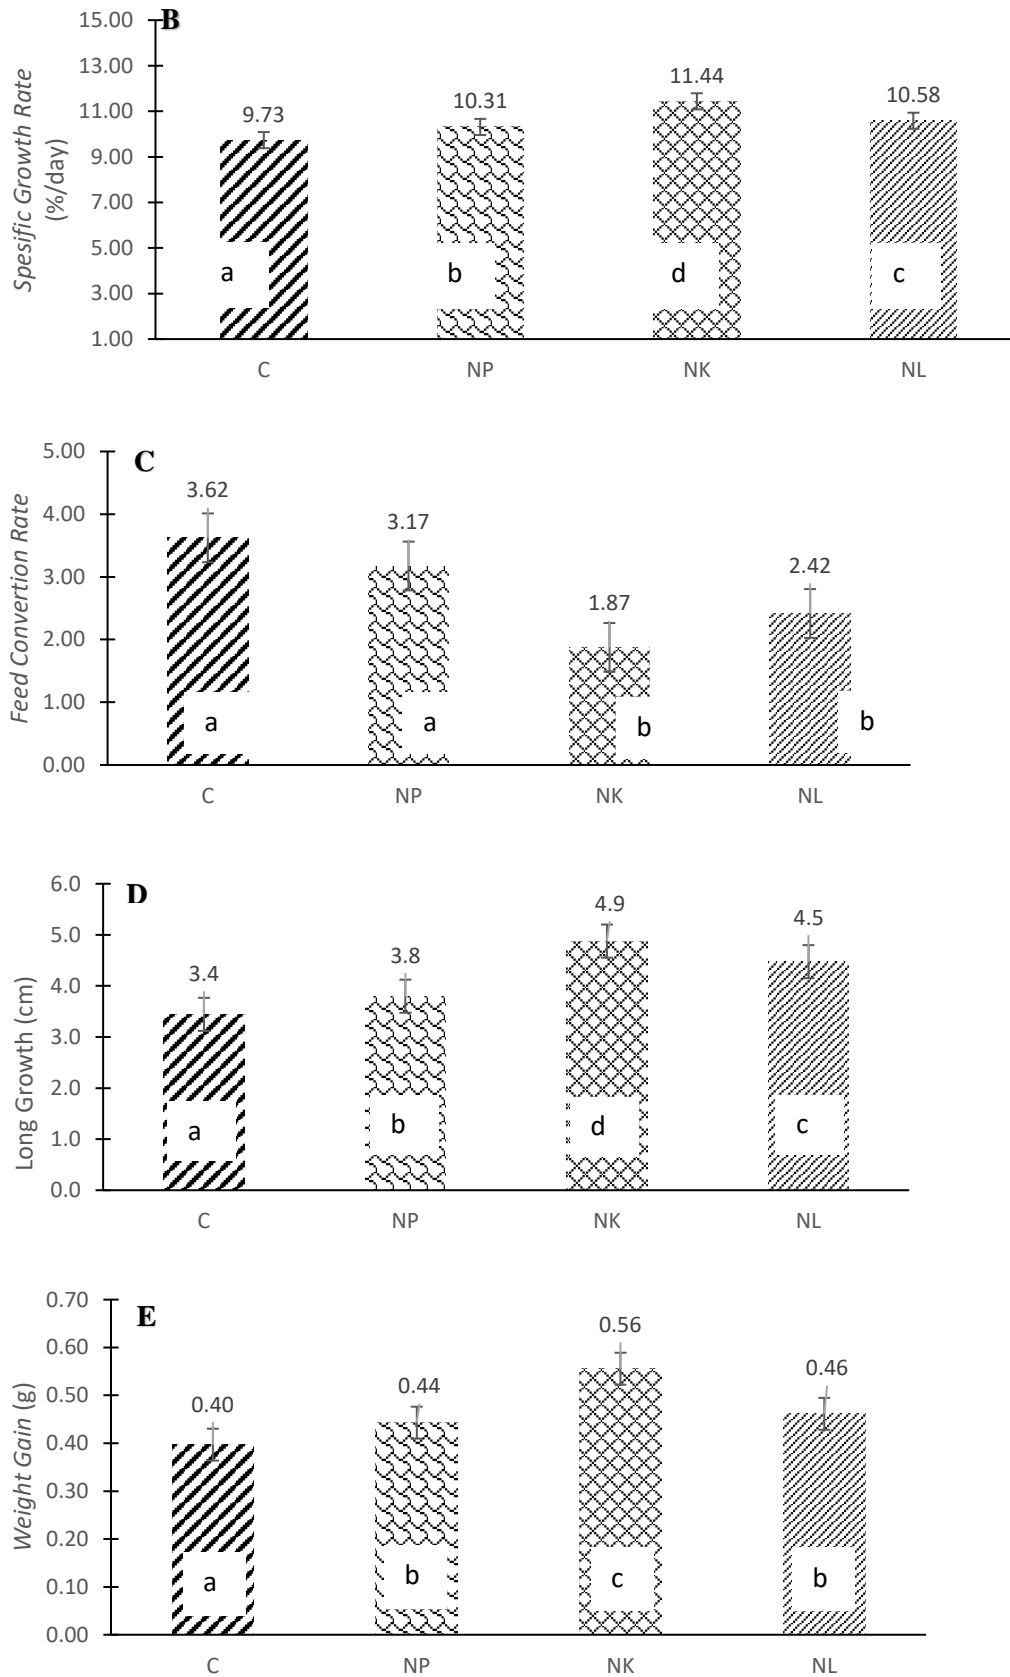 B
Spesific Growth Rate
(%/day)
15.00
13.00
11.00
9.00
7.00
5.00
3.00
1.00
9.73
10.31
11.44
10.58
a
b
d
c
C
NP
NK
NL
C
Feed Convertion Rate
5.00
4.00
3.00
2.00
1.00
0.00
3.62
3.17
1.87
2.42
a
a
b
b
C
NP
NK
NL
D
Long Growth (cm)
6.0
5.0
4.0
3.0
2.0
1.0
0.0
3.4
3.8
4.9
4.5
a
b
d
c
C
NP
NK
NL
E
Weight Gain (g)
0.70
0.60
0.50
0.40
0.30
0.20
0.10
0.00
0.40
0.44
0.56
0.46
a
b
c
b
C
NP
NK
NL